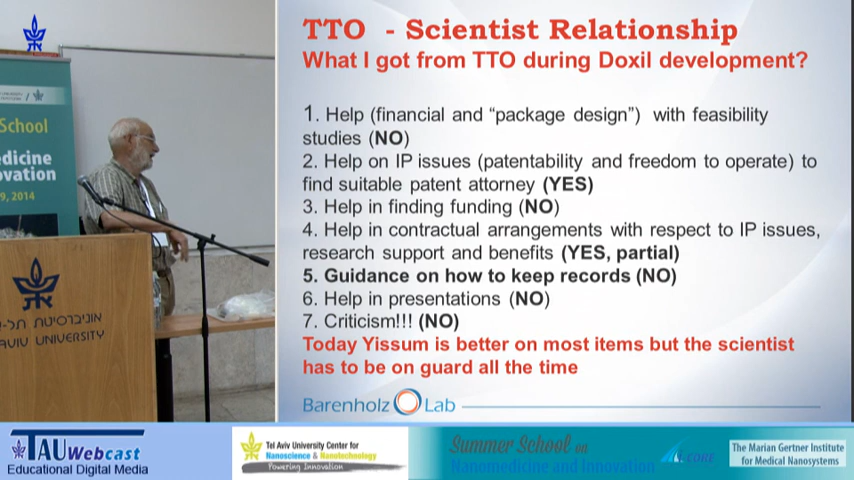 School
dicine
ovation
9, 2014
אוניברסיטת תל-
AVIV UNIVERSITY
TTO - Scientist Relationship
What I got from TTO during Doxil development?
1. Help (financial and “package design”) with feasibility
studies (NO)
2. Help on IP issues (patentability and freedom to operate) to
find suitable patent attorney (YES)
3. Help in finding funding (NO)
4. Help in contractual arrangements with respect to IP issues,
research support and benefits (YES, partial)
5. Guidance on how to keep records (NO)
6. Help in presentations (NO)
7. Criticism!!! (NO)
Today Yissum is better on most items but the scientist
has to be on guard all the time
Barenholz Lab
TAU Webcast
Educational Digital Media
Tel Aviv University Center for
Nanoscience & Nanotechnology
Powering Innovation
Summer School on
Nanomedicine and Innovation
i-CORE
The Marian Gertner Institute
for Medical Nanosystems